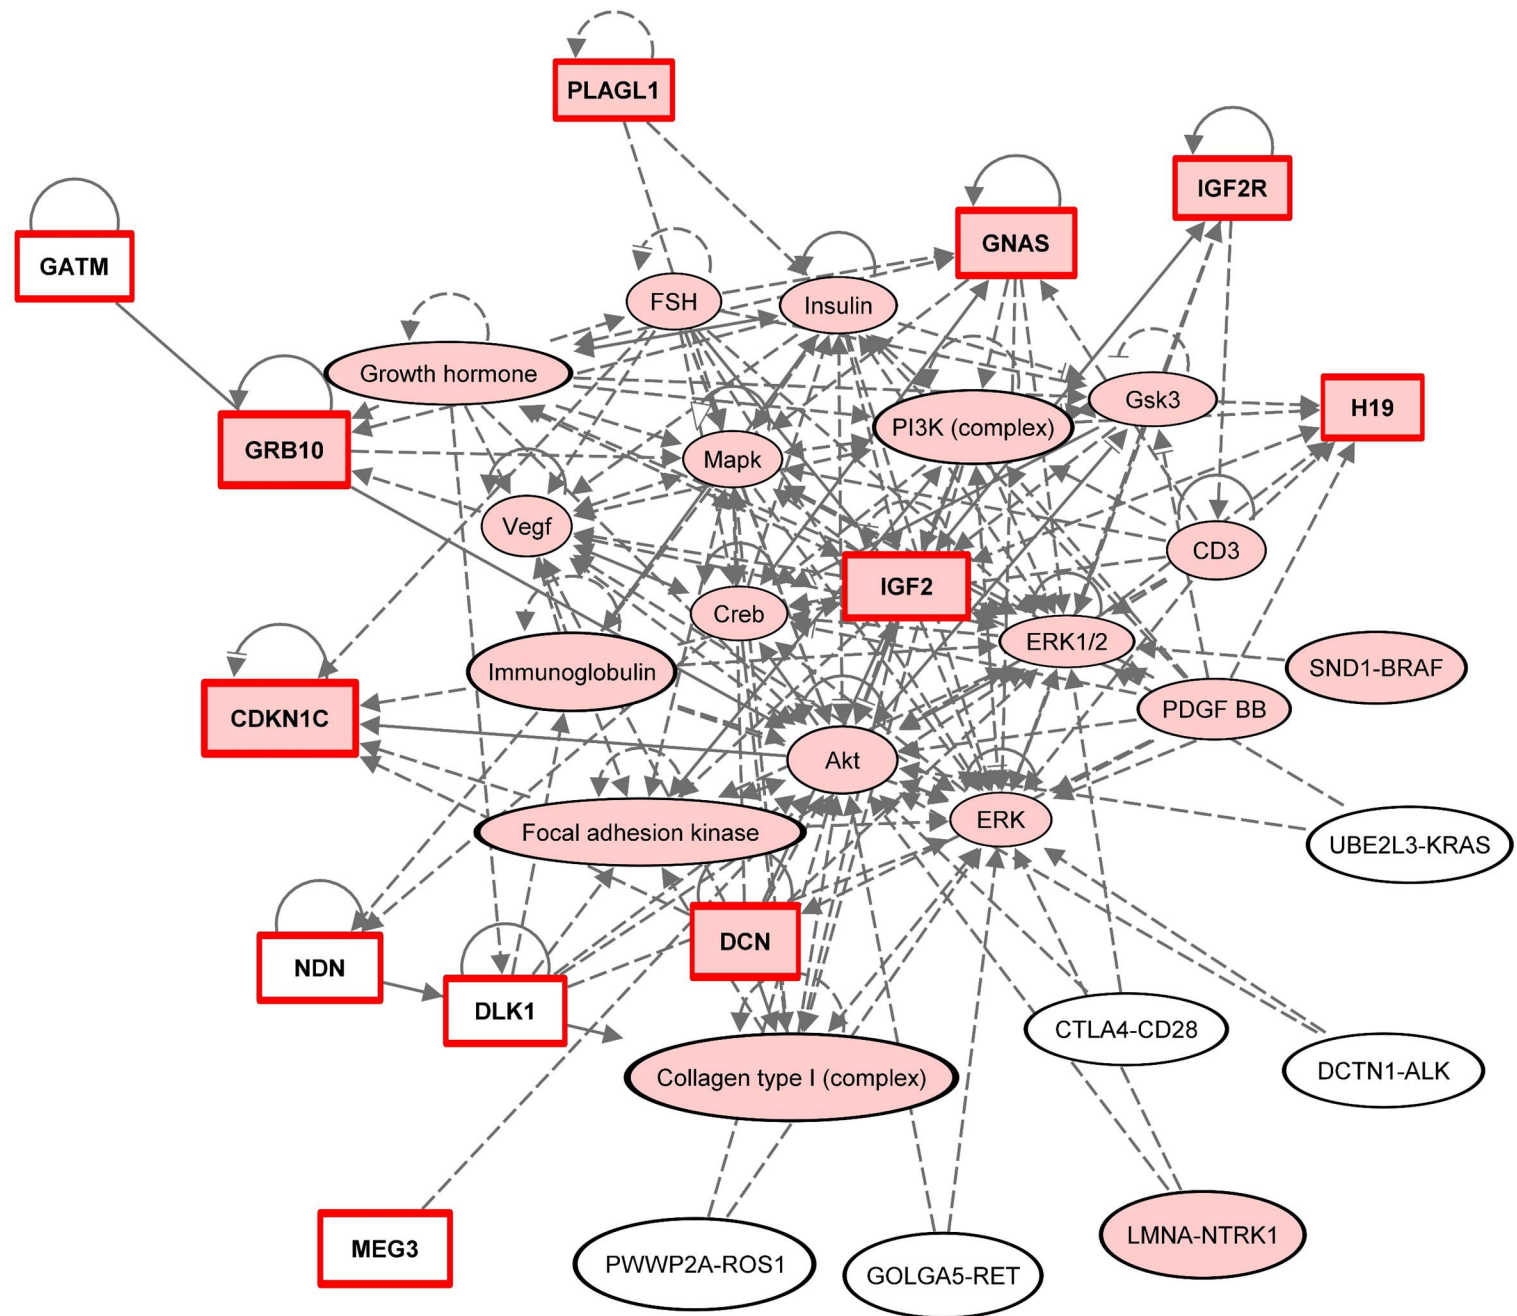 PLAGL1
IGF2R
GNAS
GATM
FSH
Insulin
Growth hormone
Gsk3
H19
PI3K (complex)
GRB10
Mapk
Vegf
CD3
IGF2
Creb
ERK1/2
SND1-BRAF
Immunoglobulin
PDGF BB
CDKN1C
Akt
ERK
Focal adhesion kinase
UBE2L3-KRAS
DCN
NDN
DLK1
CTLA4-CD28
DCTN1-ALK
Collagen type I (complex)
LMNA-NTRK1
MEG3
PWWP2A-ROS1
GOLGA5-RET